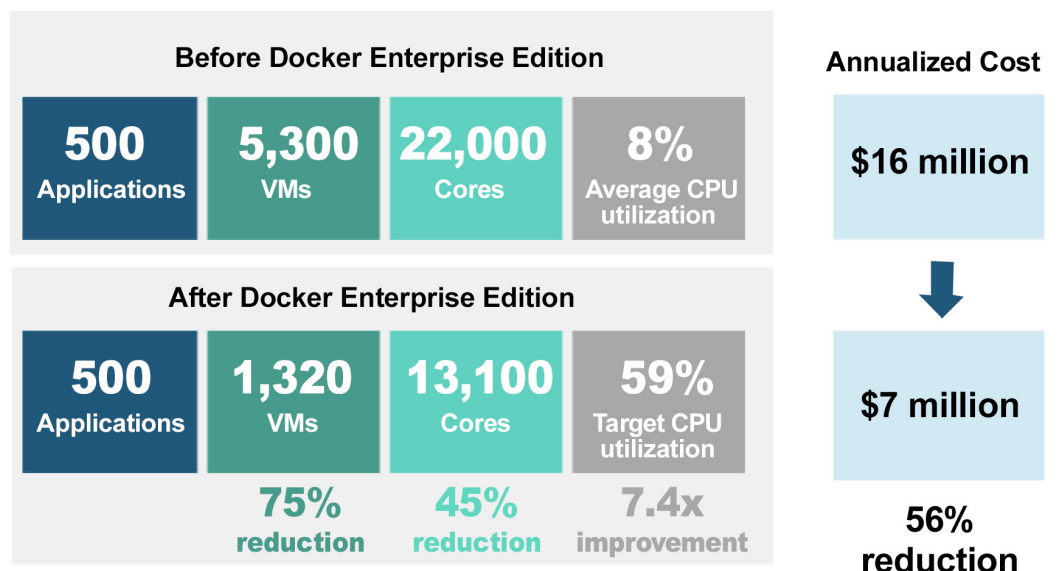 Before Docker Enterprise Edition
500
Applications
5,300
VMs
22,000
Cores
8%
Average CPU
utilization
Annualized Cost
$16 million
After Docker Enterprise Edition
500
Applications
1,320
VMs
13,100
Cores
59%
Target CPU
utilization
75%
reduction
45%
reduction
7.4x
improvement
$7 million
56%
reduction